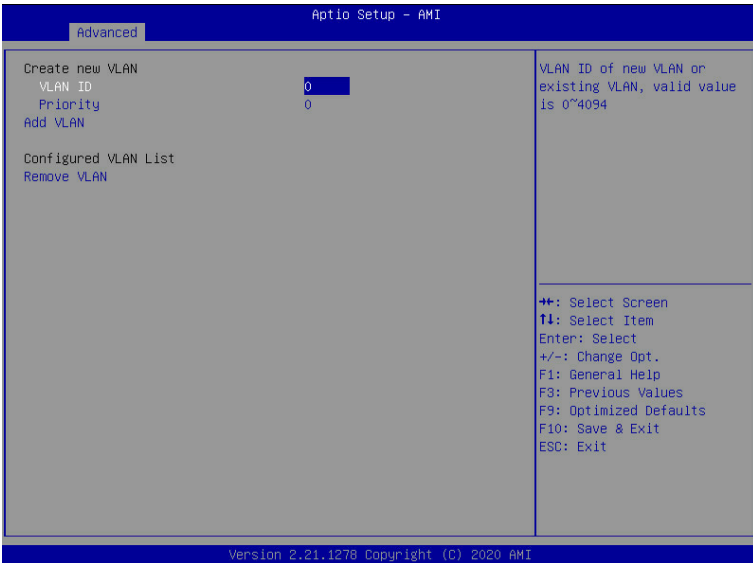 Aptio Setup – AMI
Advanced
Create new VLAN
VLAN ID 0
Priority 0
Add VLAN
Configured VLAN List
Remove VLAN
VLAN ID of new VLAN or
existing VLAN, valid value
is 0~4094
→←: Select Screen
↑↓: Select Item
Enter: Select
+/-: Change Opt.
F1: General Help
F3: Previous Values
F9: Optimized Defaults
F10: Save & Exit
ESC: Exit
Version 2.21.1278 Copyright (C) 2020 AMI